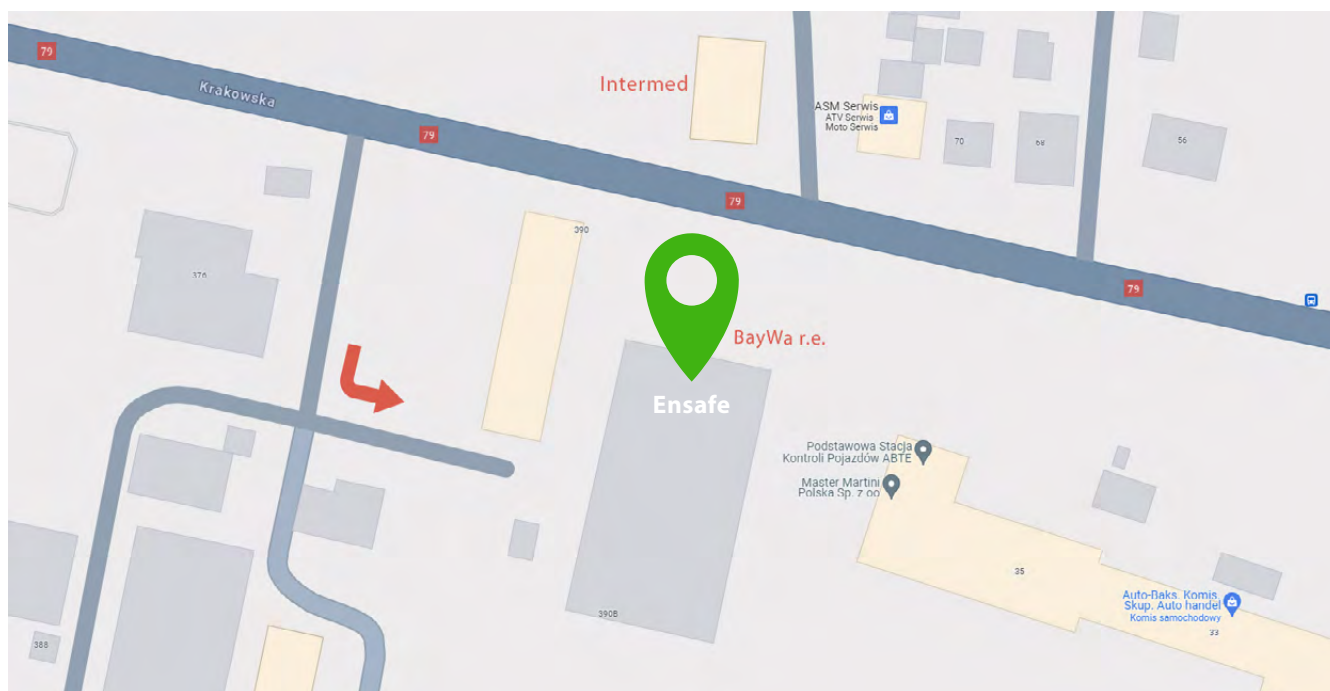 79
Krakowska
79
Intermed
ASM Serwis
ATV Serwis
Moto Serwis
70
68
56
79
390
376
79
BayWa r.e.
Ensafe
Podstawowa Stacja
Kontroli Pojazdów ABTE
Master Martini
Polska Sp. z oo
35
Auto-Baks. Komis.
Skup. Auto handel
Komis samochodowy
33
390B
388